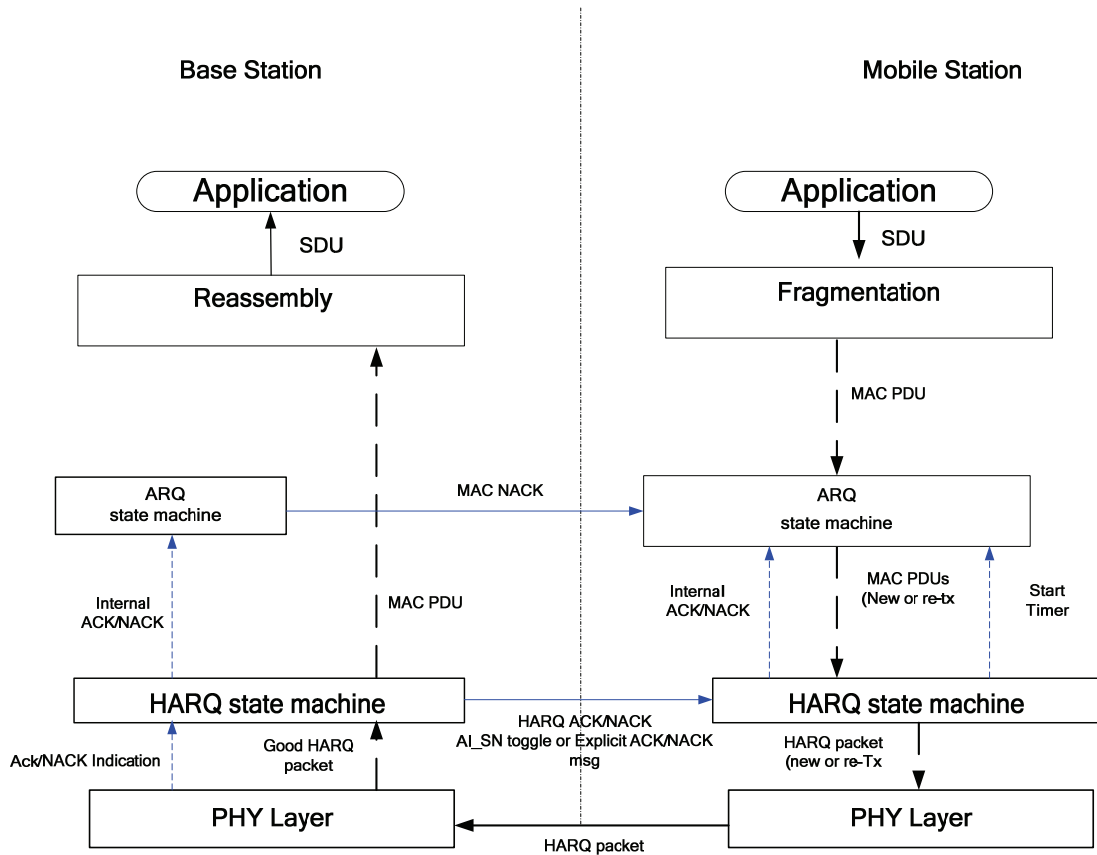 Base Station
Mobile Station
Application
Application
SDU
SDU
Reassembly
Fragmentation
MAC PDU
ARQ
state machine
MAC NACK
ARQ
state machine
Internal
ACK/NACK
MAC PDU
Internal
ACK/NACK
MAC PDUs
(New or re-tx
Start
Timer
HARQ state machine
HARQ state machine
HARQ ACK/NACK
AI_SN toggle or Explicit ACK/NACK
msg
Ack/NACK Indication
Good HARQ
packet
HARQ packet
(new or re-Tx
PHY Layer
PHY Layer
HARQ packet